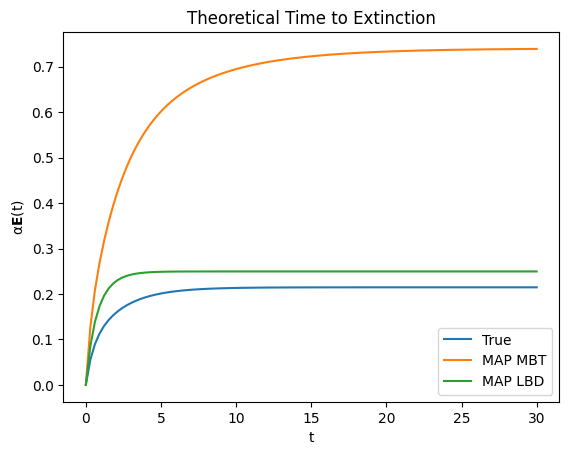 Theoretical Time to Extinction
0.7
0.6
0.5
0.4
0.3
0.2
0.1
0.0
α𝐄(t)
True
MAP MBT
MAP LBD
0 5 10 15 20 25 30
t